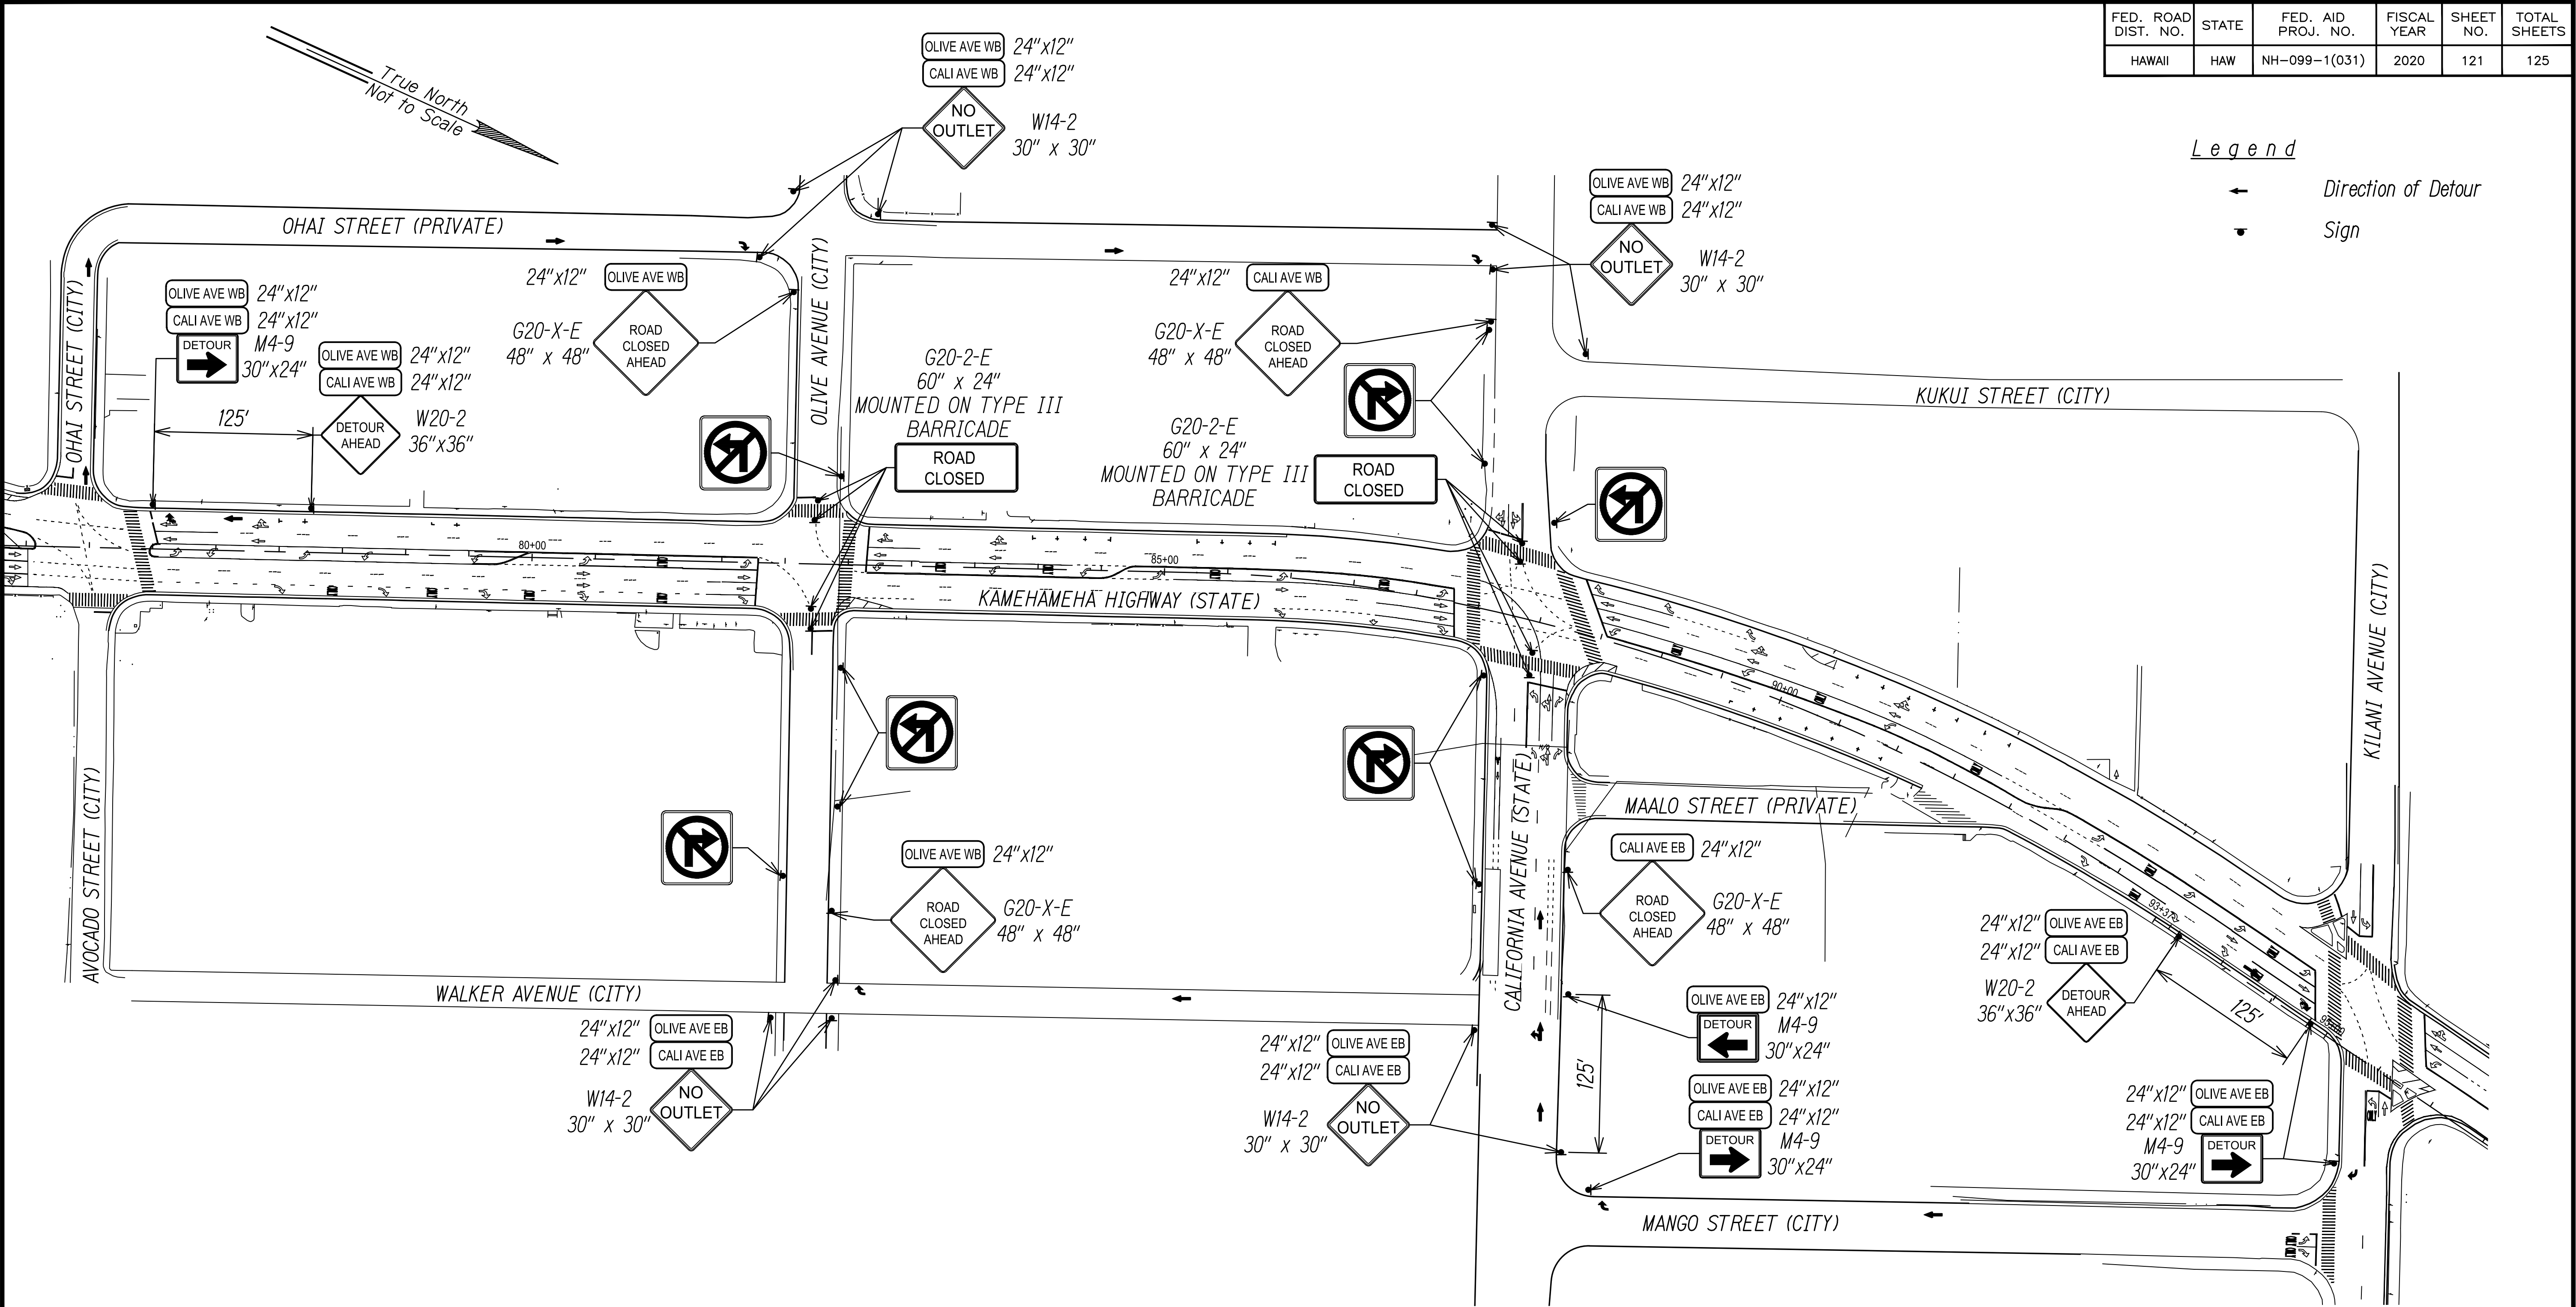 FED. ROAD DIST. NO. STATE FED. AID PROJ. NO. FISCAL YEAR SHEET NO. TOTAL SHEETS
HAWAII HAW NH-099-1(031) 2020 121 125
True North
Not to Scale
Legend
Direction of Detour
Sign
OLIVE AVE WB 24"x12"
CALI AVE WB 24"x12"
NO
OUTLET
W14-2
30" x 30"
OLIVE AVE WB 24"x12"
CALI AVE WB 24"x12"
NO
OUTLET
W14-2
30" x 30"
OHAI STREET (PRIVATE)
OHAI STREET (CITY)
OLIVE AVE WB 24"x12"
CALI AVE WB 24"x12"
DETOUR
M4-9
30"x24"
125'
OLIVE AVE WB 24"x12"
CALI AVE WB 24"x12"
DETOUR
AHEAD
W20-2
36"x36"
24"x12" OLIVE AVE WB
G20-X-E
48" x 48"
ROAD
CLOSED
AHEAD
OLIVE AVENUE (CITY)
G20-2-E
60" x 24"
MOUNTED ON TYPE III
BARRICADE
ROAD
CLOSED
24"x12" CALI AVE WB
G20-X-E
48" x 48"
ROAD
CLOSED
AHEAD
G20-2-E
60" x 24"
MOUNTED ON TYPE III
BARRICADE
ROAD
CLOSED
KUKUI STREET (CITY)
KILANI AVENUE (CITY)
80+00
85+00
90+00
93+37
KAMEHAMEHA HIGHWAY (STATE)
AVOCADO STREET (CITY)
CALIFORNIA AVENUE (STATE)
MAALO STREET (PRIVATE)
OLIVE AVE WB 24"x12"
ROAD
CLOSED
AHEAD
G20-X-E
48" x 48"
CALI AVE EB 24"x12"
ROAD
CLOSED
AHEAD
G20-X-E
48" x 48"
24"x12" OLIVE AVE EB
24"x12" CALI AVE EB
W20-2
36"x36"
DETOUR
AHEAD
125'
WALKER AVENUE (CITY)
24"x12" OLIVE AVE EB
24"x12" CALI AVE EB
W14-2
30" x 30"
NO
OUTLET
24"x12" OLIVE AVE EB
24"x12" CALI AVE EB
W14-2
30" x 30"
NO
OUTLET
OLIVE AVE EB 24"x12"
DETOUR
M4-9
30"x24"
125'
OLIVE AVE EB 24"x12"
CALI AVE EB 24"x12"
DETOUR
M4-9
30"x24"
24"x12" OLIVE AVE EB
24"x12" CALI AVE EB
M4-9
30"x24"
DETOUR
MANGO STREET (CITY)